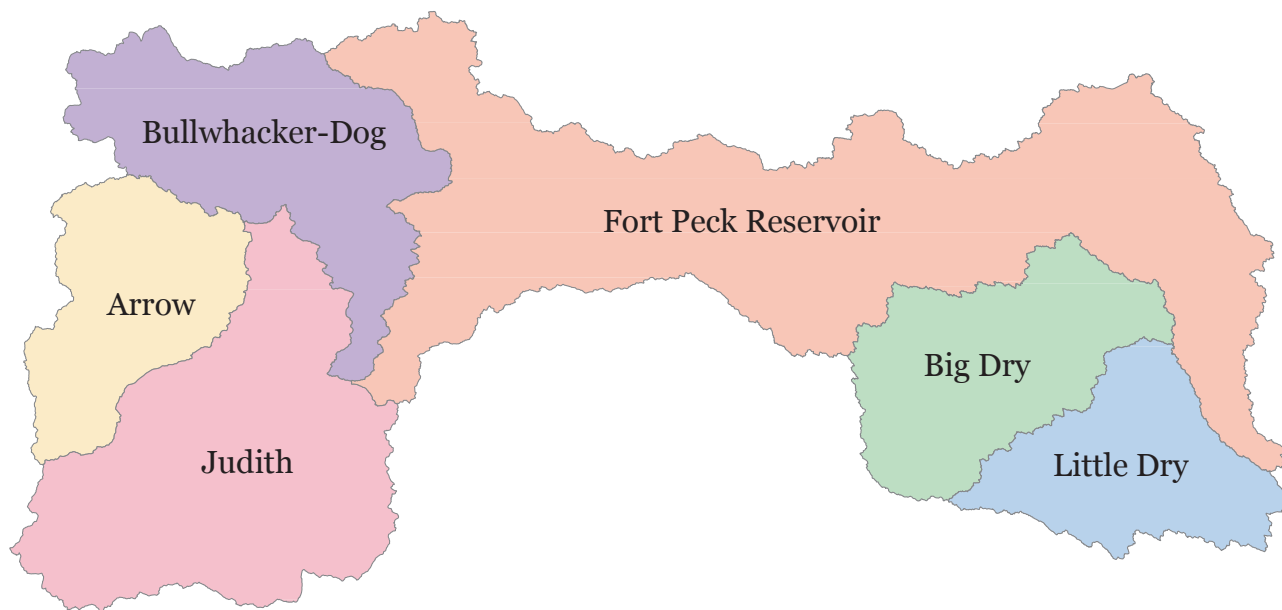 Bullwhacker-Dog
Fort Peck Reservoir
Arrow
Big Dry
Judith
Little Dry